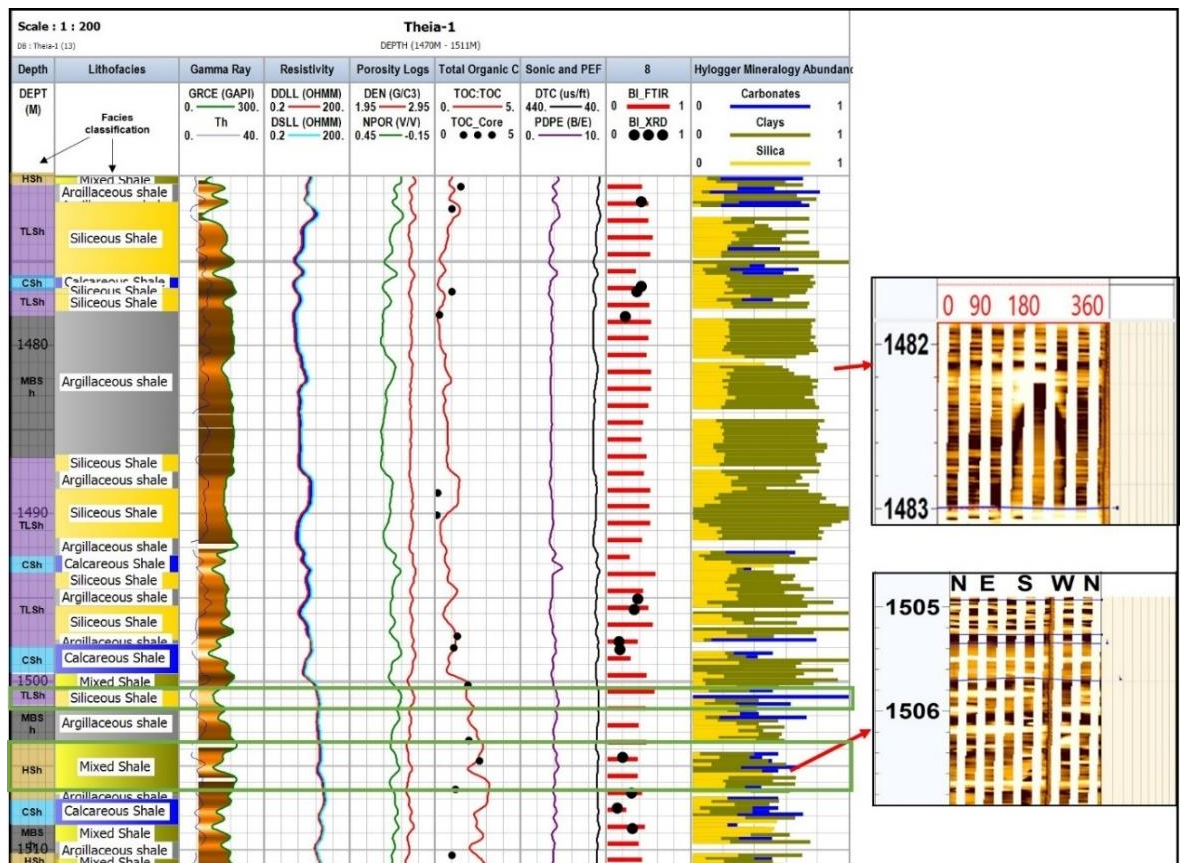 Scale : 1 : 200
Theia-1
DB : Theia-1 (13)
DEPTH (1470M - 1511M)
Depth Lithofacies Gamma Ray Resistivity Porosity Logs Total Organic C Sonic and PEF 8 Hylogger Mineralogy Abundan
DEPT
(M)
Facies
classification
GRCE (GAPI)
0. 300.
Th
0. 40.
DDLL (OHMM)
0.2 200.
DSLL (OHMM)
0.2 200.
DEN (G/C3)
1.95 2.95
NPOR (V/V)
0.45 -0.15
TOC:TOC
0. 5.
TOC_Core
0 5
DTC (us/ft)
440. 40.
PDPE (B/E)
0. 10.
BI_FTIR
0 1
BI_XRD
0 1
Carbonates
0 1
Clays
0 1
Silica
0 1
HSh Mixed Shale
Argillaceous shale
TLSh Siliceous Shale
CSh Calcareous Shale
Siliceous Shale
TLSh Siliceous Shale
1480
MBS
h
Argillaceous shale
Siliceous Shale
Argillaceous Shale
1490
TLSh
Siliceous Shale
Argillaceous shale
CSh Calcareous Shale
Siliceous Shale
Argillaceous Shale
TLSh Siliceous Shale
Argillaceous Shale
CSh Calcareous Shale
1500 Mixed Shale
TLSh Siliceous Shale
MBS
h
Argillaceous shale
HSh Mixed Shale
Argillaceous Shale
CSh Calcareous Shale
MBS
h
Mixed Shale
1510 Argillaceous shale
HSh Mixed Shale
0 90 180 360
1482
1483
N E S W N
1505
1506